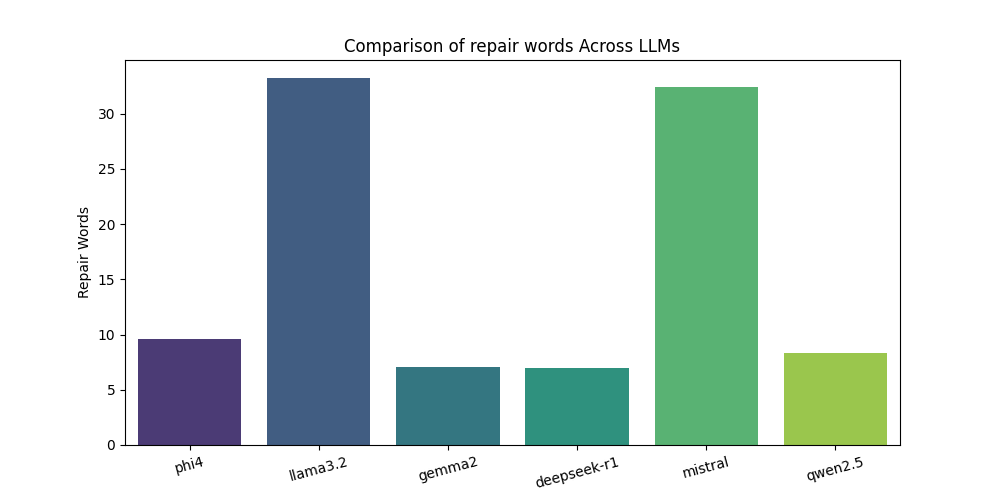 Comparison of repair words Across LLMs
Repair Words
30
25
20
15
10
5
0
phi4
llama3.2
gemma2
deepseek-r1
mistral
qwen2.5